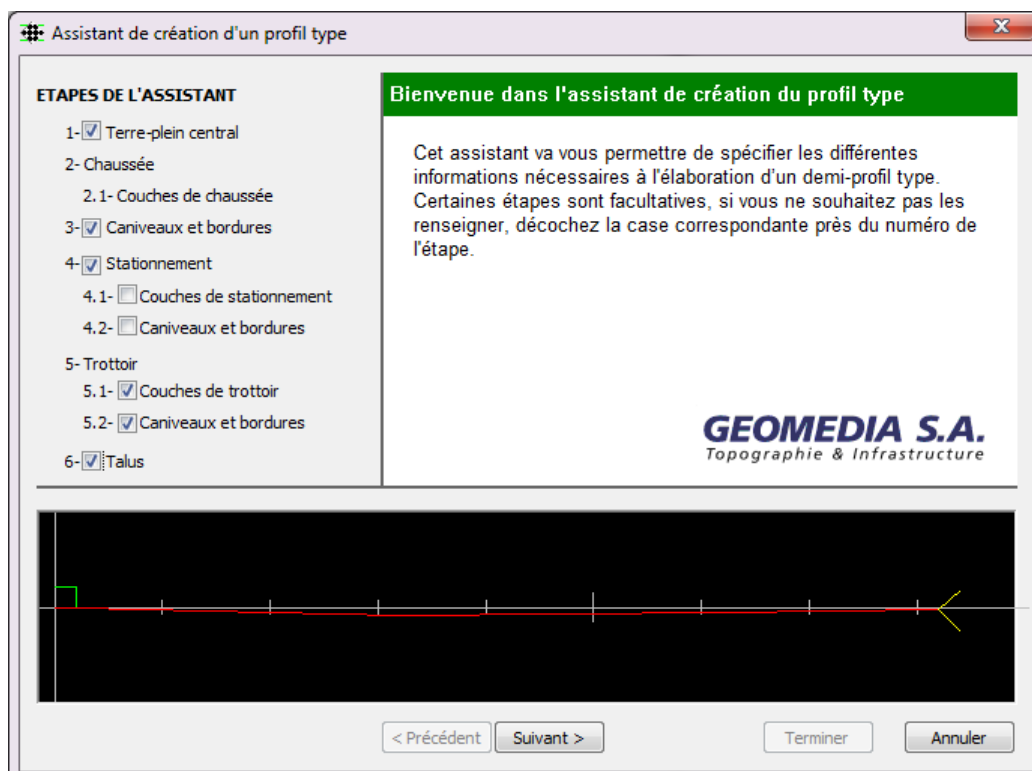 Assistant de création d'un profil type
ETAPES DE L'ASSISTANT
1- Terre-plein central
2- Chaussée
2.1- Couches de chaussée
3- Caniveaux et bordures
4- Stationnement
4.1- Couches de stationnement
4.2- Caniveaux et bordures
5- Trottoir
5.1- Couches de trottoir
5.2- Caniveaux et bordures
6- Talus
Bienvenue dans l'assistant de création du profil type
Cet assistant va vous permettre de spécifier les différentes
informations nécessaires à l'élaboration d'un demi-profil type.
Certaines étapes sont facultatives, si vous ne souhaitez pas les
renseigner, décochez la case correspondante près du numéro de
l'étape.
GEOMEDIA S.A.
Topographie & Infrastructure
< Précédent
Suivant >
Terminer
Annuler